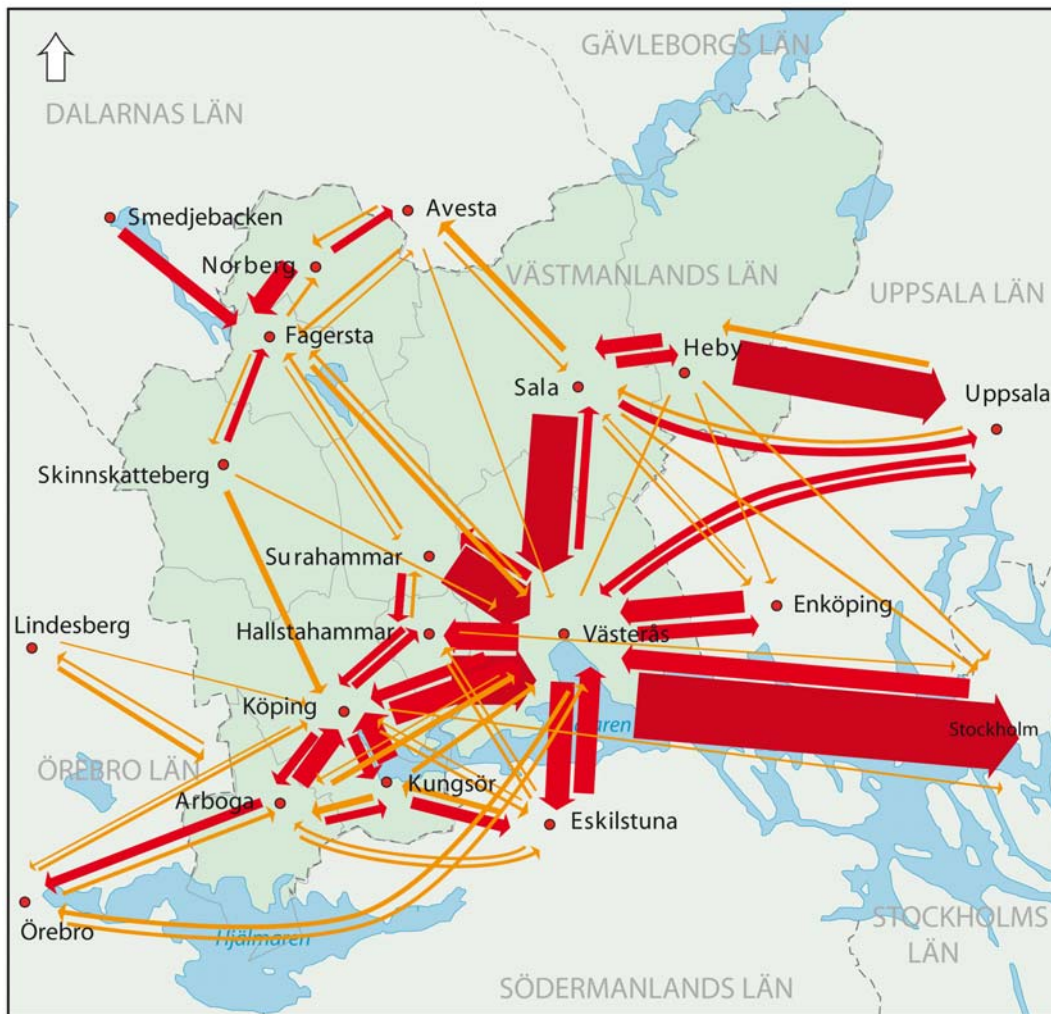 GÄVLEBORGS LÄN
DALARNAS LÄN
Smedjebacken
Avesta
Norberg
VÄSTMANLANDS LÄN
UPPSALA LÄN
Fagersta
Heby
Sala
Uppsala
Skinnskatteberg
Surahammar
Enköping
Lindesberg
Hallstahammar
Västerås
Köping
Stockholm
ÖREBRO LÄN
Kungsör
Arboga
Eskilstuna
Örebro
Hjälmaren
STOCKHOLMS
LÄN
SÖDERMANLANDS LÄN